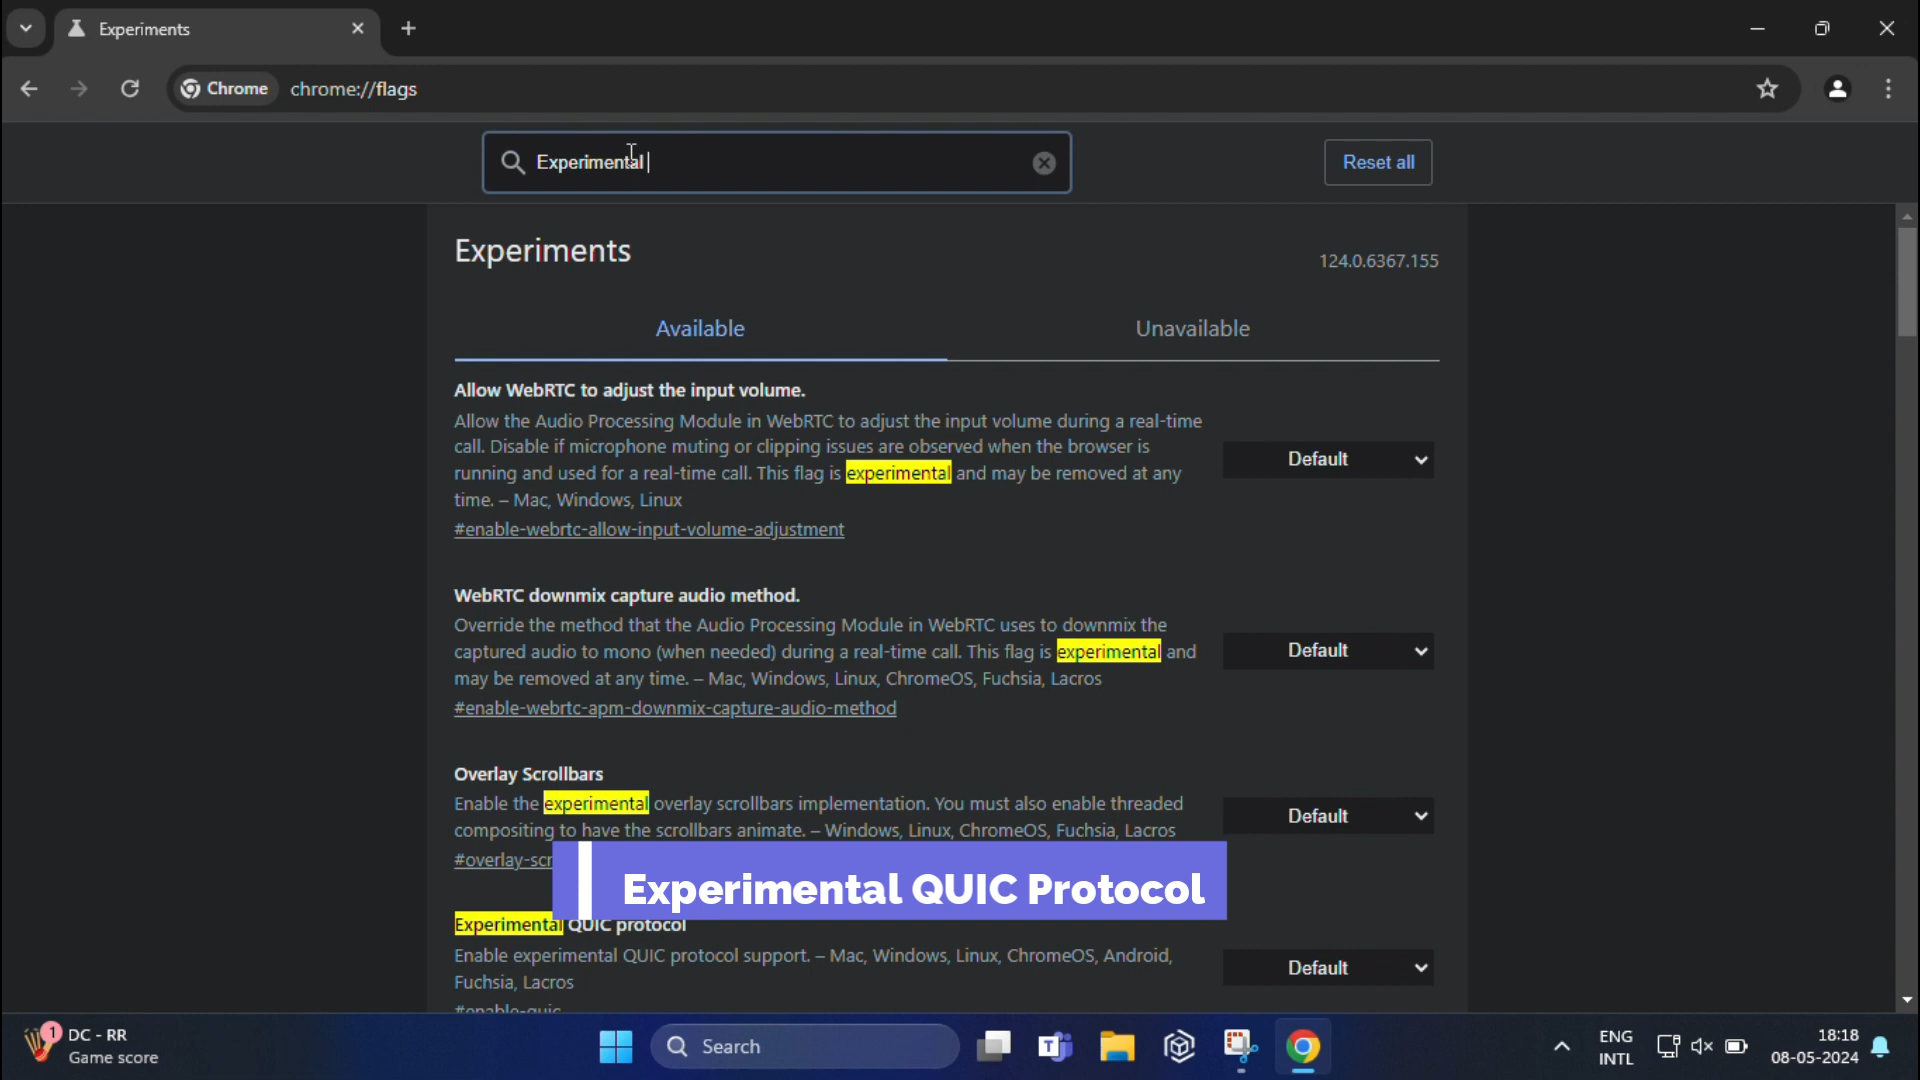 Experiments
Chrome chrome://flags
Experimental
Reset all
Experiments
124.0.6367.155
Available Unavailable
Allow WebRTC to adjust the input volume.
Allow the Audio Processing Module in WebRTC to adjust the input volume during a real-time
call. Disable if microphone muting or clipping issues are observed when the browser is
running and used for a real-time call. This flag is experimental and may be removed at any
time. – Mac, Windows, Linux
#enable-webrtc-allow-input-volume-adjustment
Default
WebRTC downmix capture audio method.
Override the method that the Audio Processing Module in WebRTC uses to downmix the
captured audio to mono (when needed) during a real-time call. This flag is experimental and
may be removed at any time. – Mac, Windows, Linux, ChromeOS, Fuchsia, Lacros
#enable-webrtc-apm-downmix-capture-audio-method
Default
Overlay Scrollbars
Enable the experimental overlay scrollbars implementation. You must also enable threaded
compositing to have the scrollbars animate. – Windows, Linux, ChromeOS, Fuchsia, Lacros
#overlay-scr
Default
Experimental QUIC Protocol
Experimental QUIC protocol
Enable experimental QUIC protocol support. – Mac, Windows, Linux, ChromeOS, Android,
Fuchsia, Lacros
#enable-quic
Default
1
DC - RR
Game score
Search
T
ENG
INTL
18:18
08-05-2024